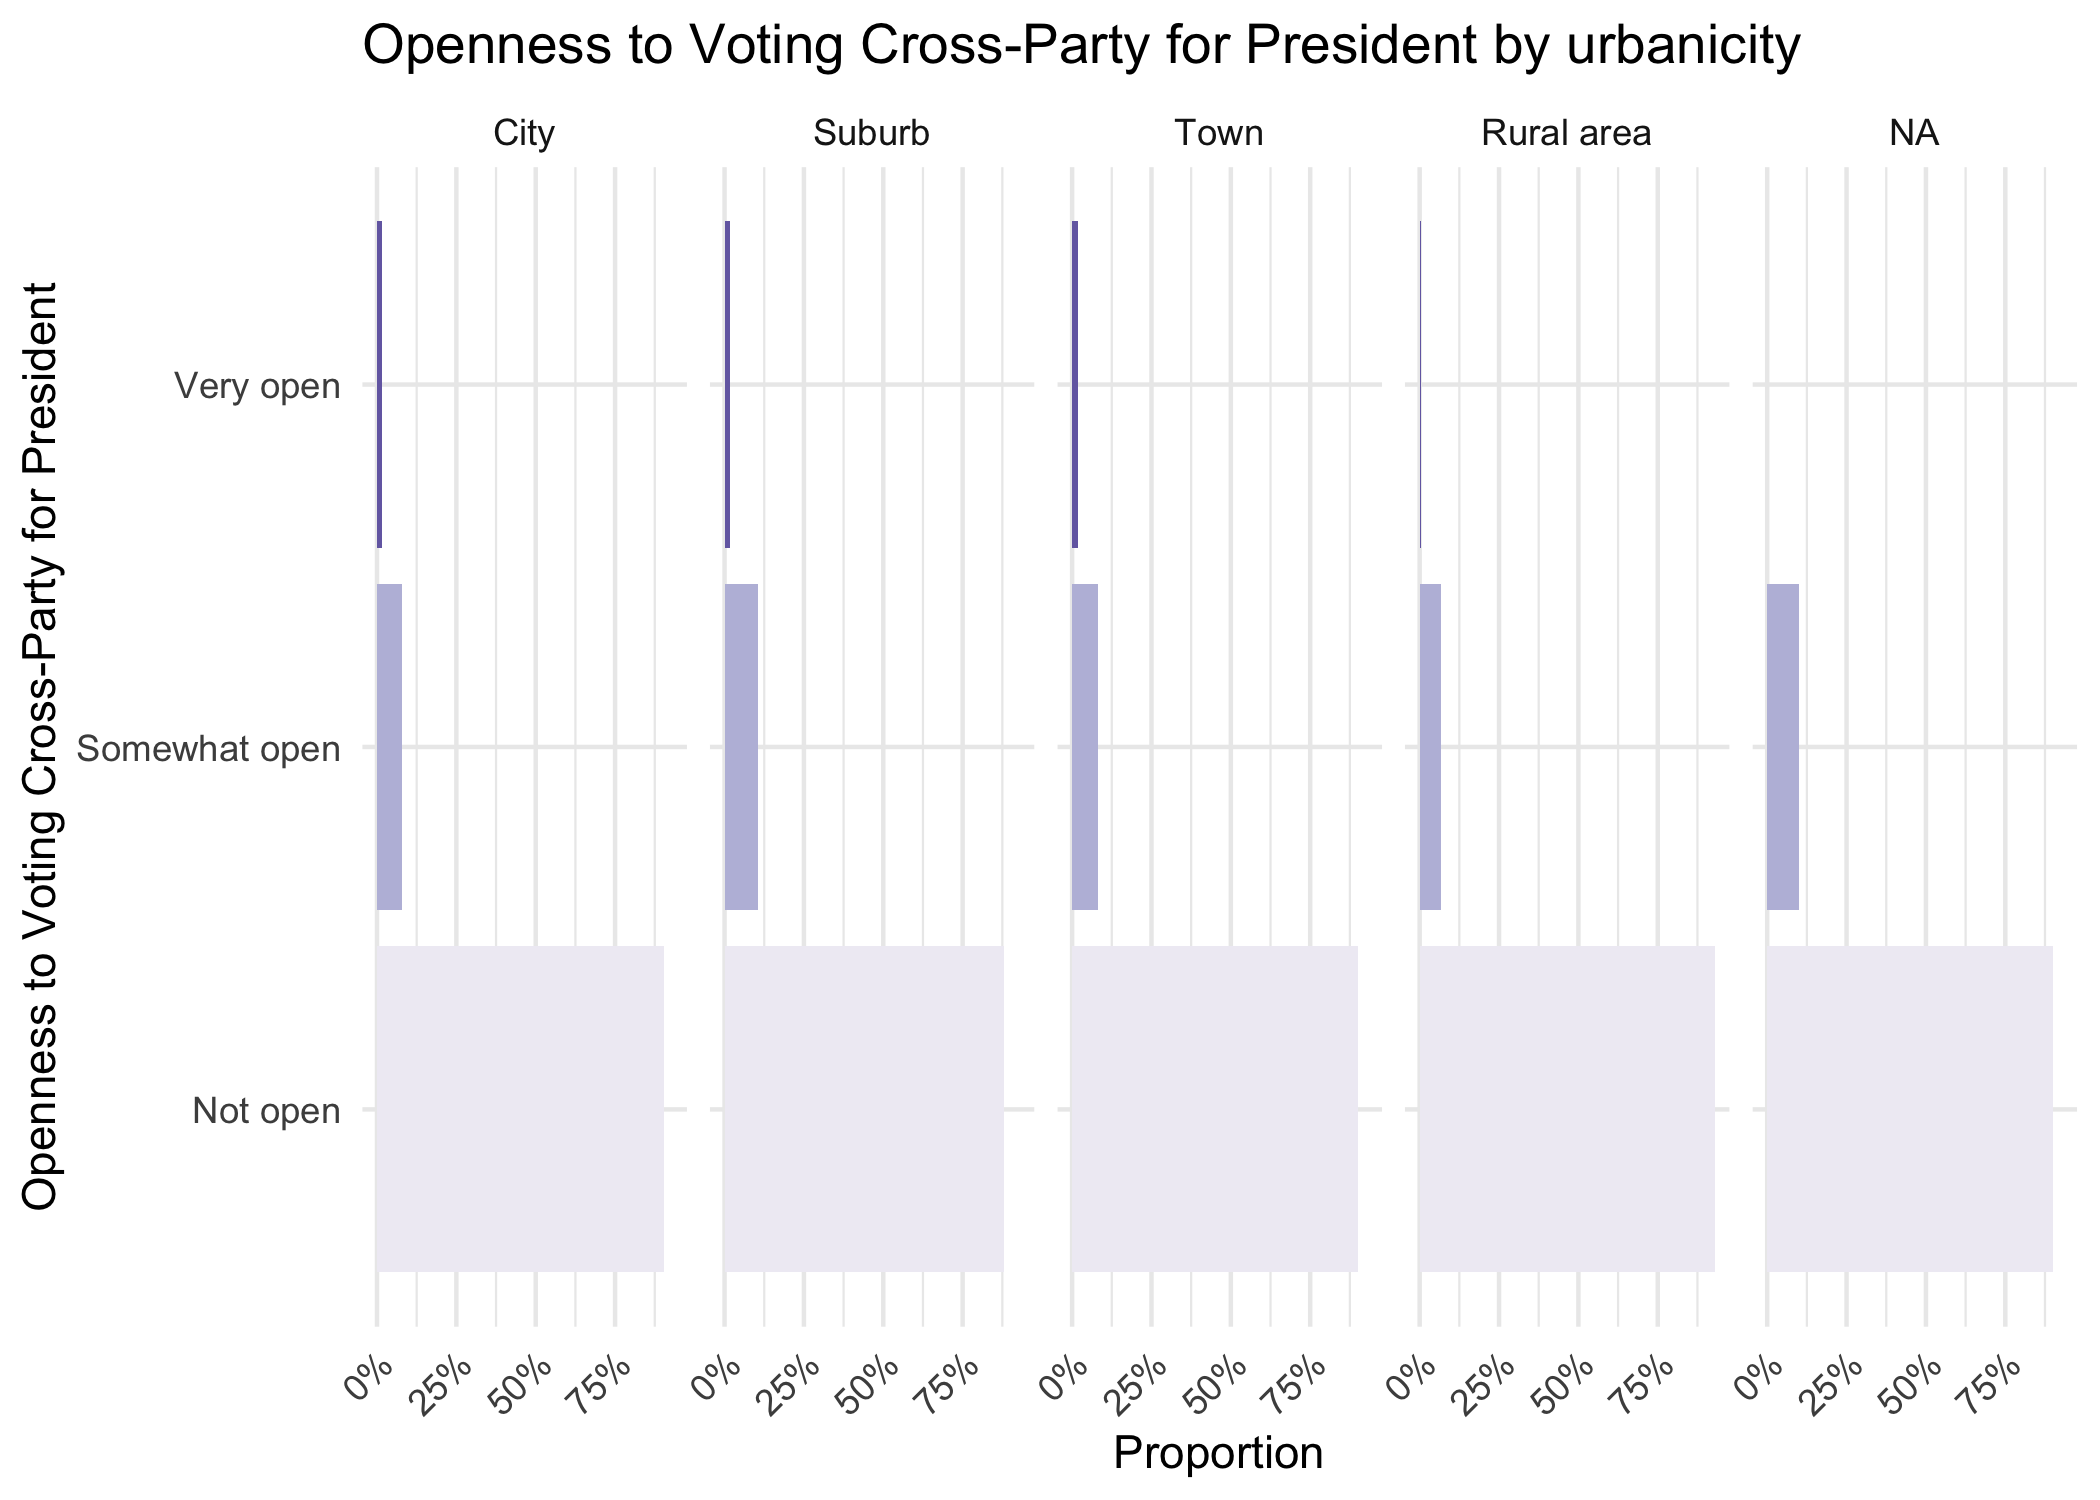 Openness to Voting Cross-Party for President by urbanicity
City
Suburb
Town
Rural area
NA
Openness to Voting Cross-Party for President
Very open
Somewhat open
Not open
0% 25% 50% 75%
0% 25% 50% 75%
0% 25% 50% 75%
0% 25% 50% 75%
0% 25% 50% 75%
Proportion